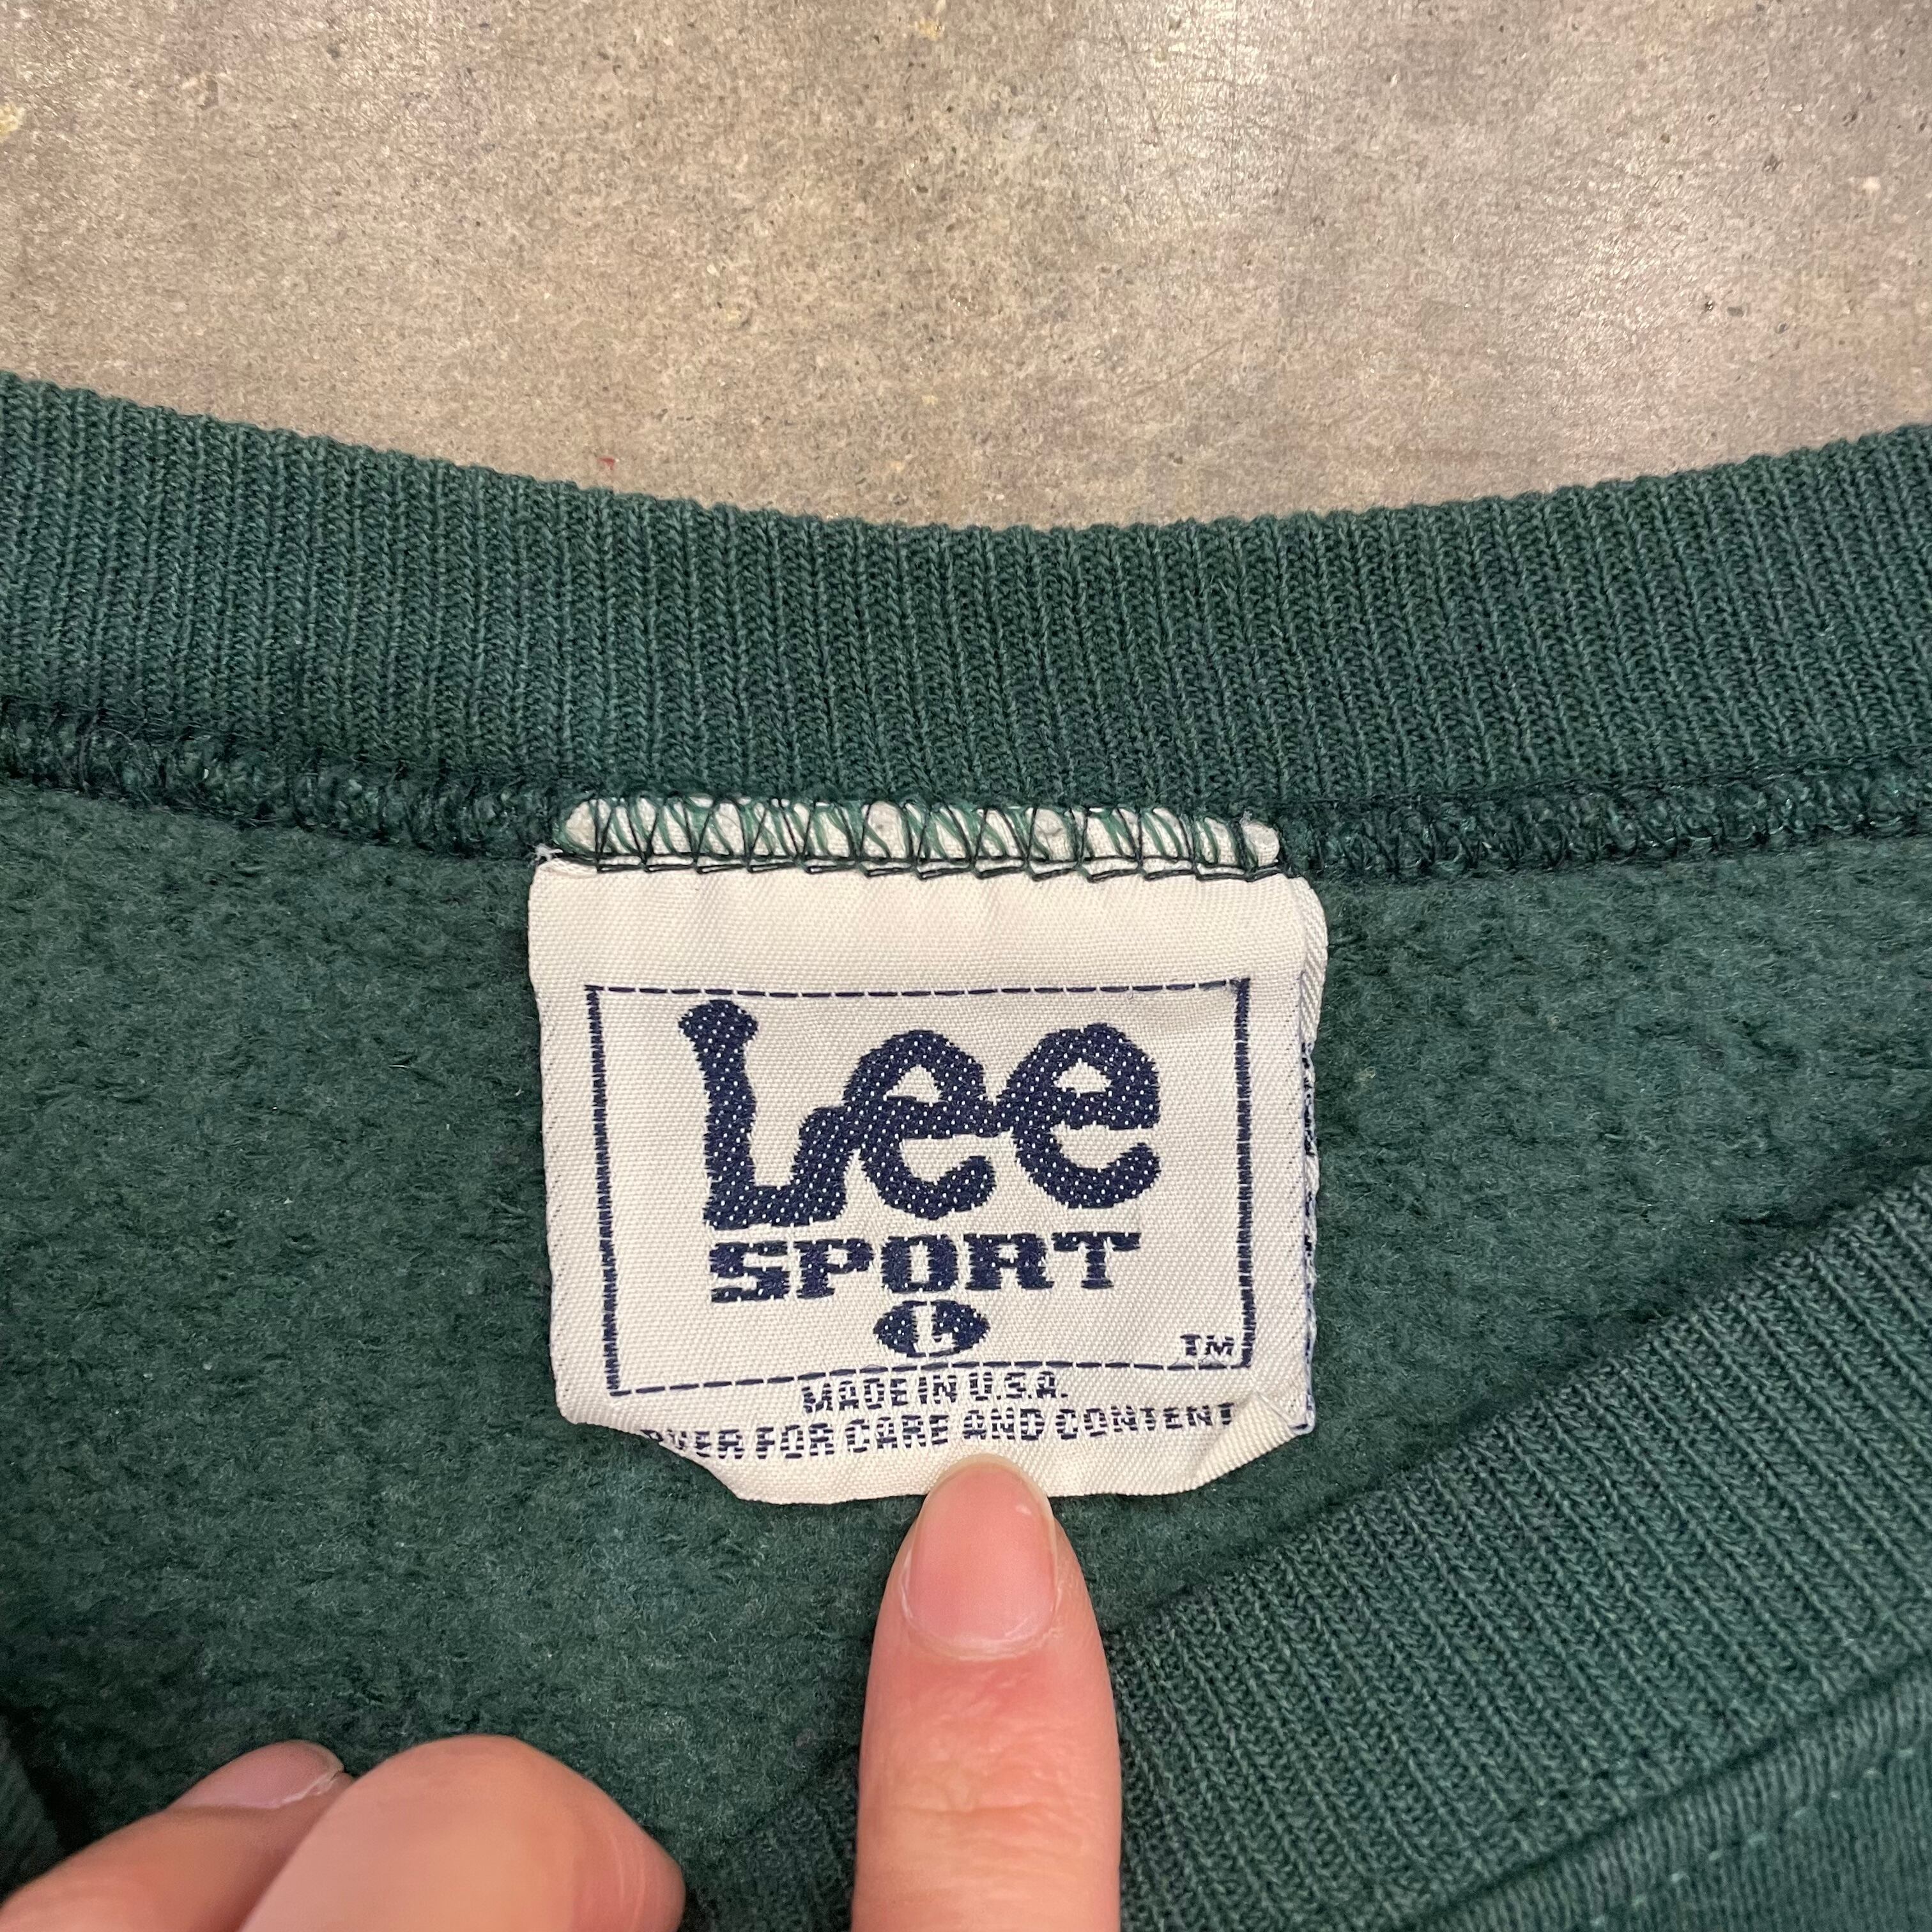 Lee
SPORT
L
TM
MADE IN U.S.A.
FOR CARE AND CONTENT